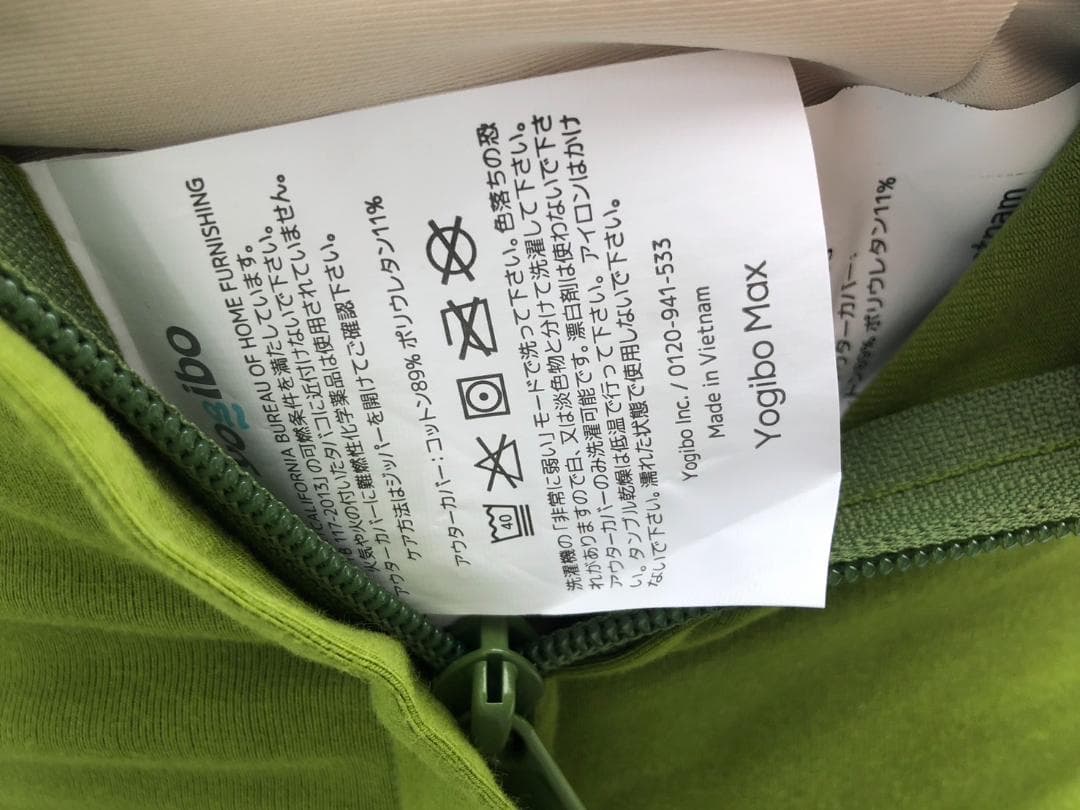 yogibo
CALIFORNIA BUREAU OF HOME FURNISHING
117-2013」の可燃条件を満たしています。
火気や火の付いたタバコに近付けないで下さい。
アウターカバーに難燃性化学薬品は使用されていません。
ケア方法はジッパーを開けてご確認下さい。
アウターカバー：コットン89% ポリウレタン11%
40
洗濯機の「非常に弱い」モードで洗って下さい。色落ちの恐
れがありますので白、又は淡色物と分けて洗濯して下さい。
アウターカバーのみ洗濯可能です。漂白剤は使わないで下さ
い。タンブル乾燥は低温で行って下さい。アイロンはかけ
ないで下さい。濡れた状態で使用しないで下さい。
Yogibo Inc. / 0120-941-533
Made in Vietnam
Yogibo Max
ウターカバー：
89% ポリウレタン11%
tnam